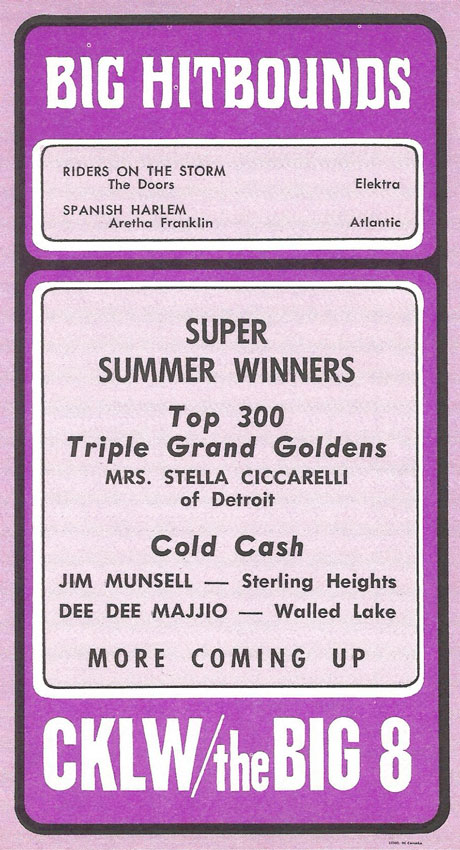 BIG HITBOUNDS
RIDERS ON THE STORM
The Doors Elektra
SPANISH HARLEM
Aretha Franklin Atlantic
SUPER
SUMMER WINNERS
Top 300
Triple Grand Goldens
MRS. STELLA CICCARELLI
of Detroit
Cold Cash
JIM MUNSELL — Sterling Heights
DEE DEE MAJJIO — Walled Lake
MORE COMING UP
CKLW/the BIG 8